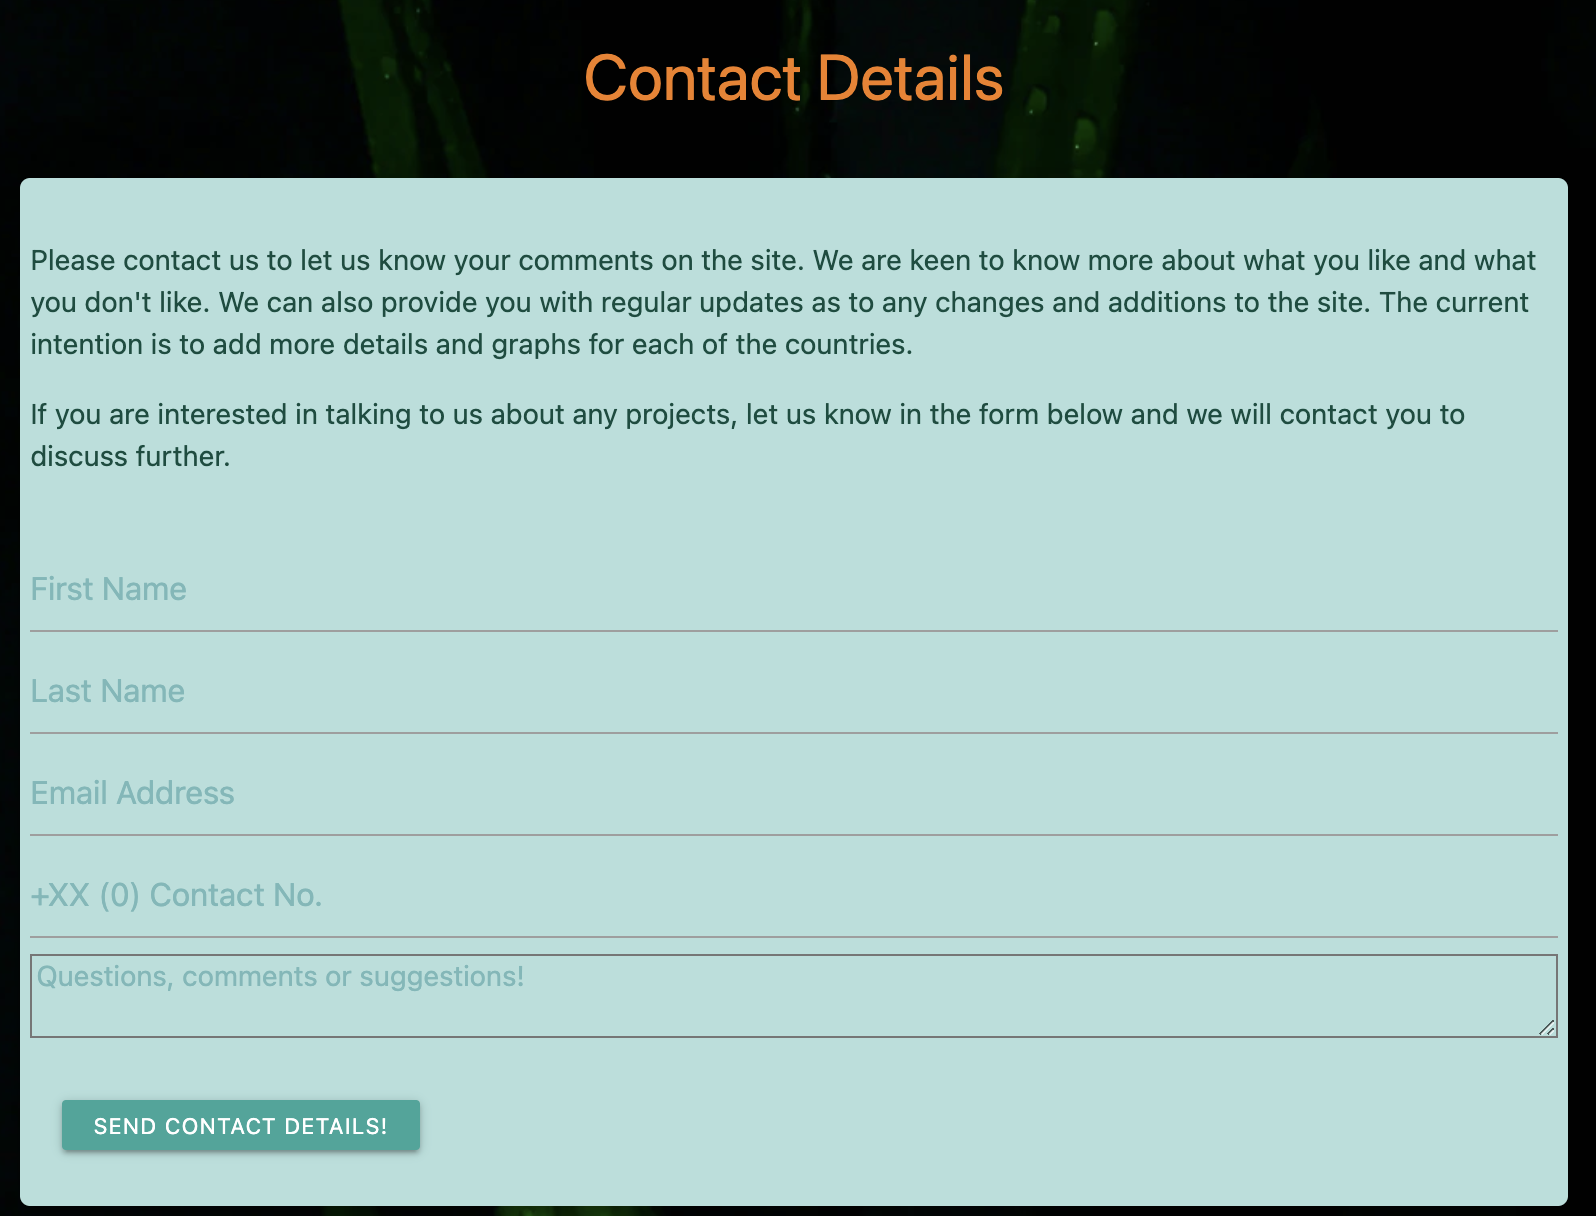 Contact Details
Please contact us to let us know your comments on the site. We are keen to know more about what you like and what
you don't like. We can also provide you with regular updates as to any changes and additions to the site. The current
intention is to add more details and graphs for each of the countries.
If you are interested in talking to us about any projects, let us know in the form below and we will contact you to
discuss further.
First Name
Last Name
Email Address
+XX (0) Contact No.
Questions, comments or suggestions!
SEND CONTACT DETAILS!